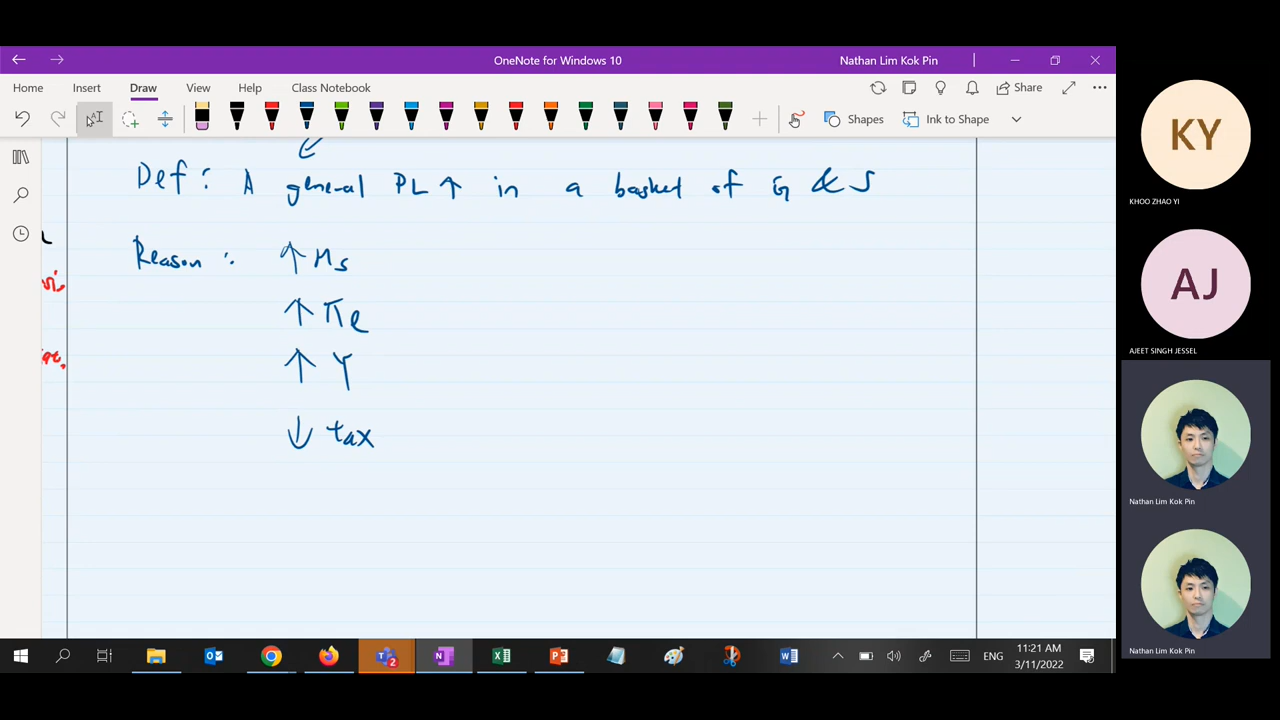 OneNote for Windows 10
Nathan Lim Kok Pin
Home Insert Draw View Help Class Notebook
Share
Shapes Ink to Shape
Def: A general PL ↑ in a basket of G & S
Reason: ↑ Ms
↑ πe
↑ Y
↓ tax
KY
KHOO ZHAO YI
AJ
AJEET SINGH JESSEL
Nathan Lim Kok Pin
Nathan Lim Kok Pin
2
ENG
11:21 AM
3/11/2022